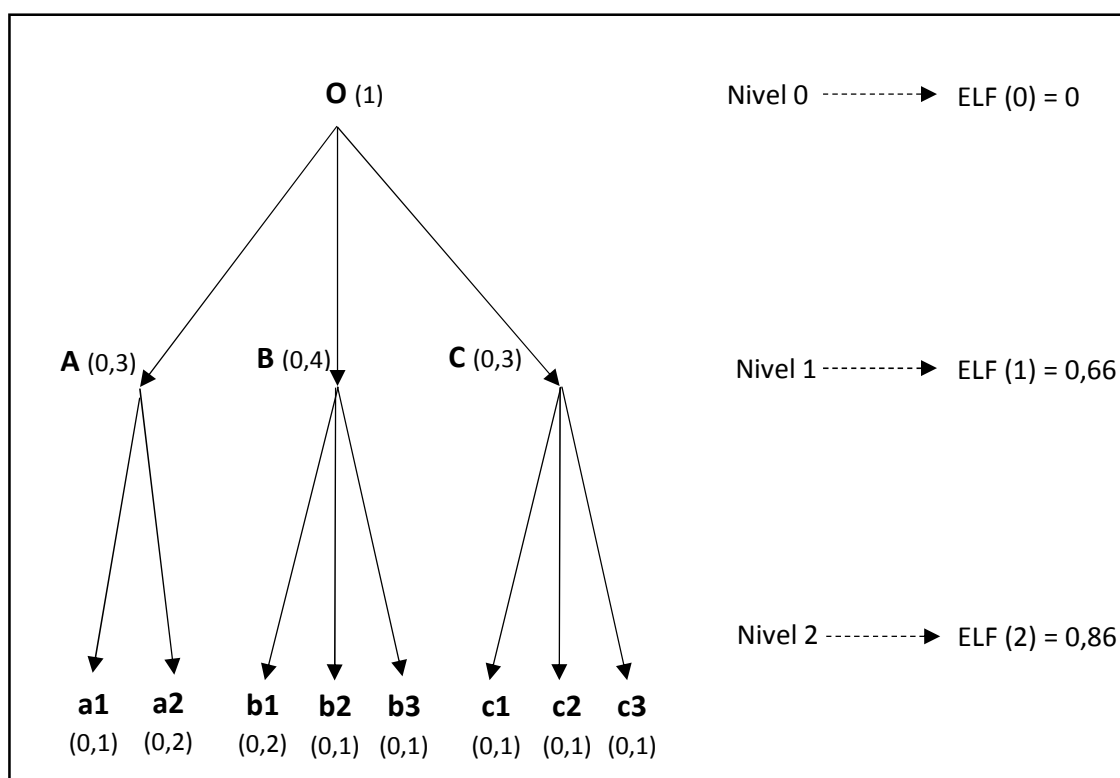 O (1) Nivel 0 ELF (0) = 0
A (0,3) B (0,4) C (0,3) Nivel 1 ELF (1) = 0,66
Nivel 2 ELF (2) = 0,86
a1 a2 b1 b2 b3 c1 c2 c3
(0,1) (0,2) (0,2) (0,1) (0,1) (0,1) (0,1) (0,1)